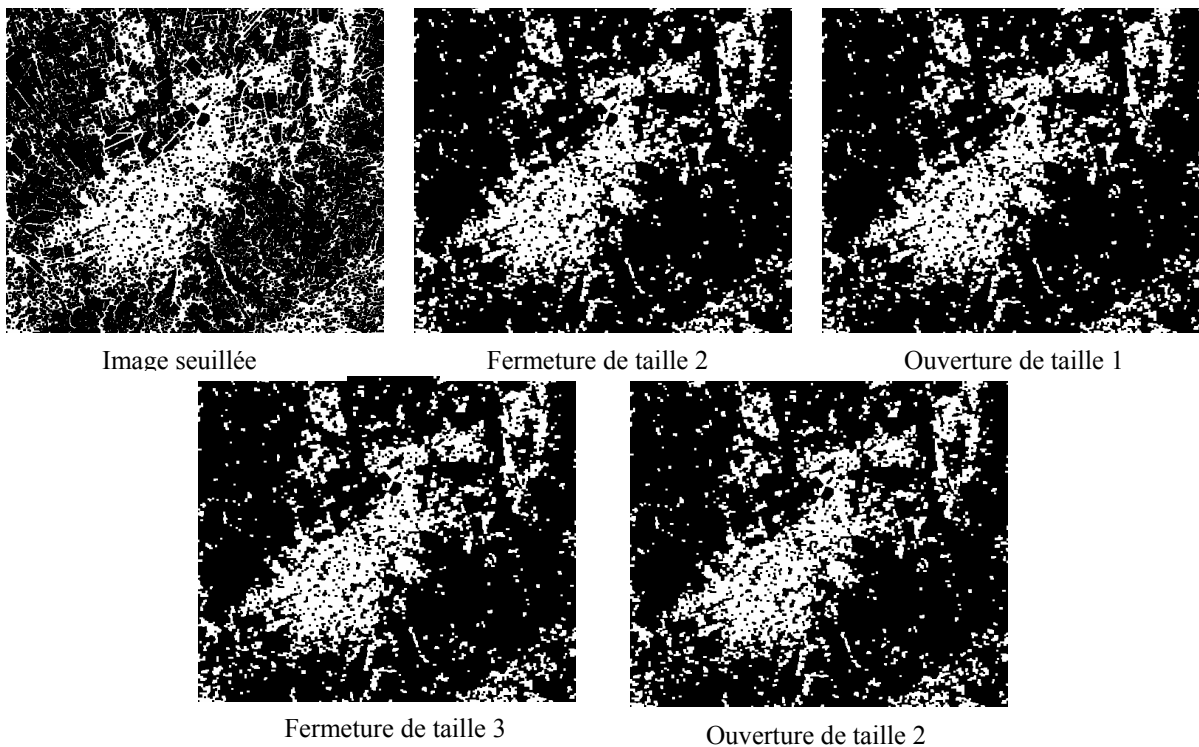 Image seuillée
Fermeture de taille 2
Ouverture de taille 1
Fermeture de taille 3
Ouverture de taille 2